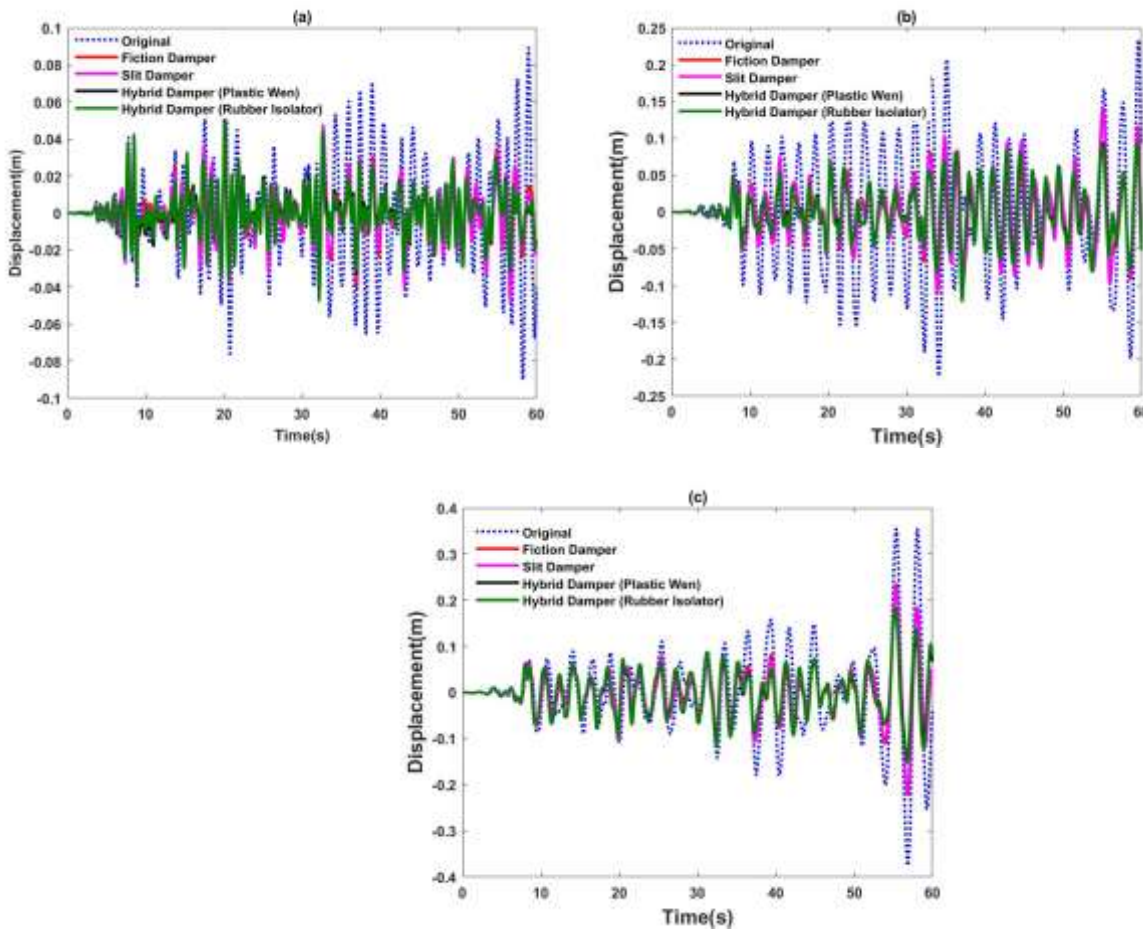 (a)
Original
Fiction Damper
Slit Damper
Hybrid Damper (Plastic Wen)
Hybrid Damper (Rubber Isolator)
0.1
0.08
0.06
0.04
0.02
0
-0.02
-0.04
-0.06
-0.08
-0.1
Displacement(m)
0 10 20 30 40 50 60
Time(s)
(b)
Original
Fiction Damper
Slit Damper
Hybrid Damper (Plastic Wen)
Hybrid Damper (Rubber Isolator)
0.25
0.2
0.15
0.1
0.05
0
-0.05
-0.1
-0.15
-0.2
-0.25
Displacement(m)
0 10 20 30 40 50 60
Time(s)
(c)
Original
Fiction Damper
Slit Damper
Hybrid Damper (Plastic Wen)
Hybrid Damper (Rubber Isolator)
0.4
0.3
0.2
0.1
0
-0.1
-0.2
-0.3
-0.4
Displacement(m)
0 10 20 30 40 50 60
Time(s)